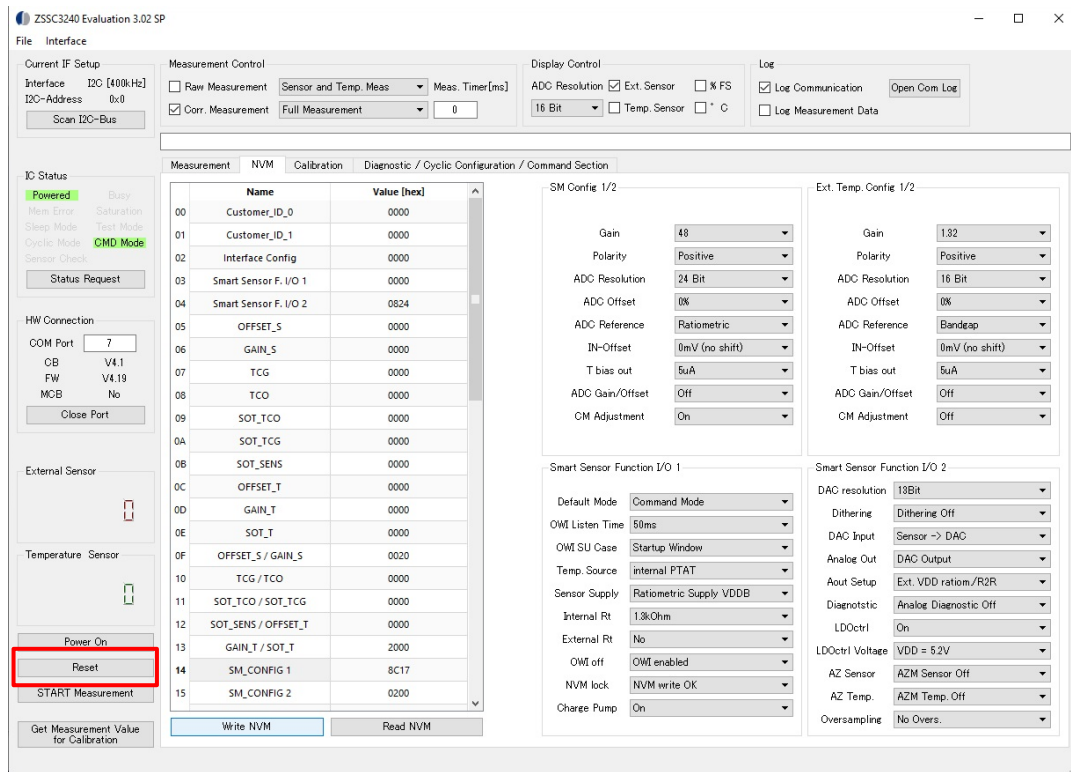 ZSSC3240 Evaluation 3.02 SP
File Interface
Current IF Setup
Interface I2C [400kHz]
I2C-Address 0x0
Scan I2C-Bus
Measurement Control
Raw Measurement Sensor and Temp. Meas Meas. Timer[ms]
Corr. Measurement Full Measurement 0
Display Control
ADC Resolution Ext. Sensor % FS
16 Bit Temp. Sensor ° C
Log
Log Communication Open Com Log
Log Measurement Data
IC Status
Powered Busy
Mem Error Saturation
Sleep Mode Test Mode
Cyclic Mode CMD Mode
Sensor Check
Status Request
HW Connection
COM Port 7
CB V4.1
FW V4.19
MCB No
Close Port
External Sensor
0
Temperature Sensor
0
Power On
Reset
START Measurement
Get Measurement Value
for Calibration
Measurement NVM Calibration Diagnostic / Cyclic Configuration / Command Section
Name Value [hex]
00 Customer_ID_0 0000
01 Customer_ID_1 0000
02 Interface Config 0000
03 Smart Sensor F. I/O 1 0000
04 Smart Sensor F. I/O 2 0824
05 OFFSET_S 0000
06 GAIN_S 0000
07 TCG 0000
08 TCO 0000
09 SOT_TCO 0000
0A SOT_TCG 0000
0B SOT_SENS 0000
0C OFFSET_T 0000
0D GAIN_T 0000
0E SOT_T 0000
0F OFFSET_S / GAIN_S 0020
10 TCG / TCO 0000
11 SOT_TCO / SOT_TCG 0000
12 SOT_SENS / OFFSET_T 0000
13 GAIN_T / SOT_T 2000
14 SM_CONFIG 1 8C17
15 SM_CONFIG 2 0200
Write NVM Read NVM
SM Config 1/2
Gain 48
Polarity Positive
ADC Resolution 24 Bit
ADC Offset 0%
ADC Reference Ratiometric
IN-Offset 0mV (no shift)
T bias out 5uA
ADC Gain/Offset Off
CM Adjustment On
Ext. Temp. Config 1/2
Gain 1.32
Polarity Positive
ADC Resolution 16 Bit
ADC Offset 0%
ADC Reference Bandgap
IN-Offset 0mV (no shift)
T bias out 5uA
ADC Gain/Offset Off
CM Adjustment Off
Smart Sensor Function I/O 1
Default Mode Command Mode
OWI Listen Time 50ms
OWI SU Case Startup Window
Temp. Source internal PTAT
Sensor Supply Ratiometric Supply VDDB
Internal Rt 1.3kOhm
External Rt No
OWI off OWI enabled
NVM lock NVM write OK
Charge Pump On
Smart Sensor Function I/O 2
DAC resolution 13Bit
Dithering Dithering Off
DAC Input Sensor -> DAC
Analog Out DAC Output
Aout Setup Ext. VDD ratiom./R2R
Diagnotstic Analog Diagnostic Off
LDOctrl On
LDOctrl Voltage VDD = 5.2V
AZ Sensor AZM Sensor Off
AZ Temp. AZM Temp. Off
Oversampling No Overs.